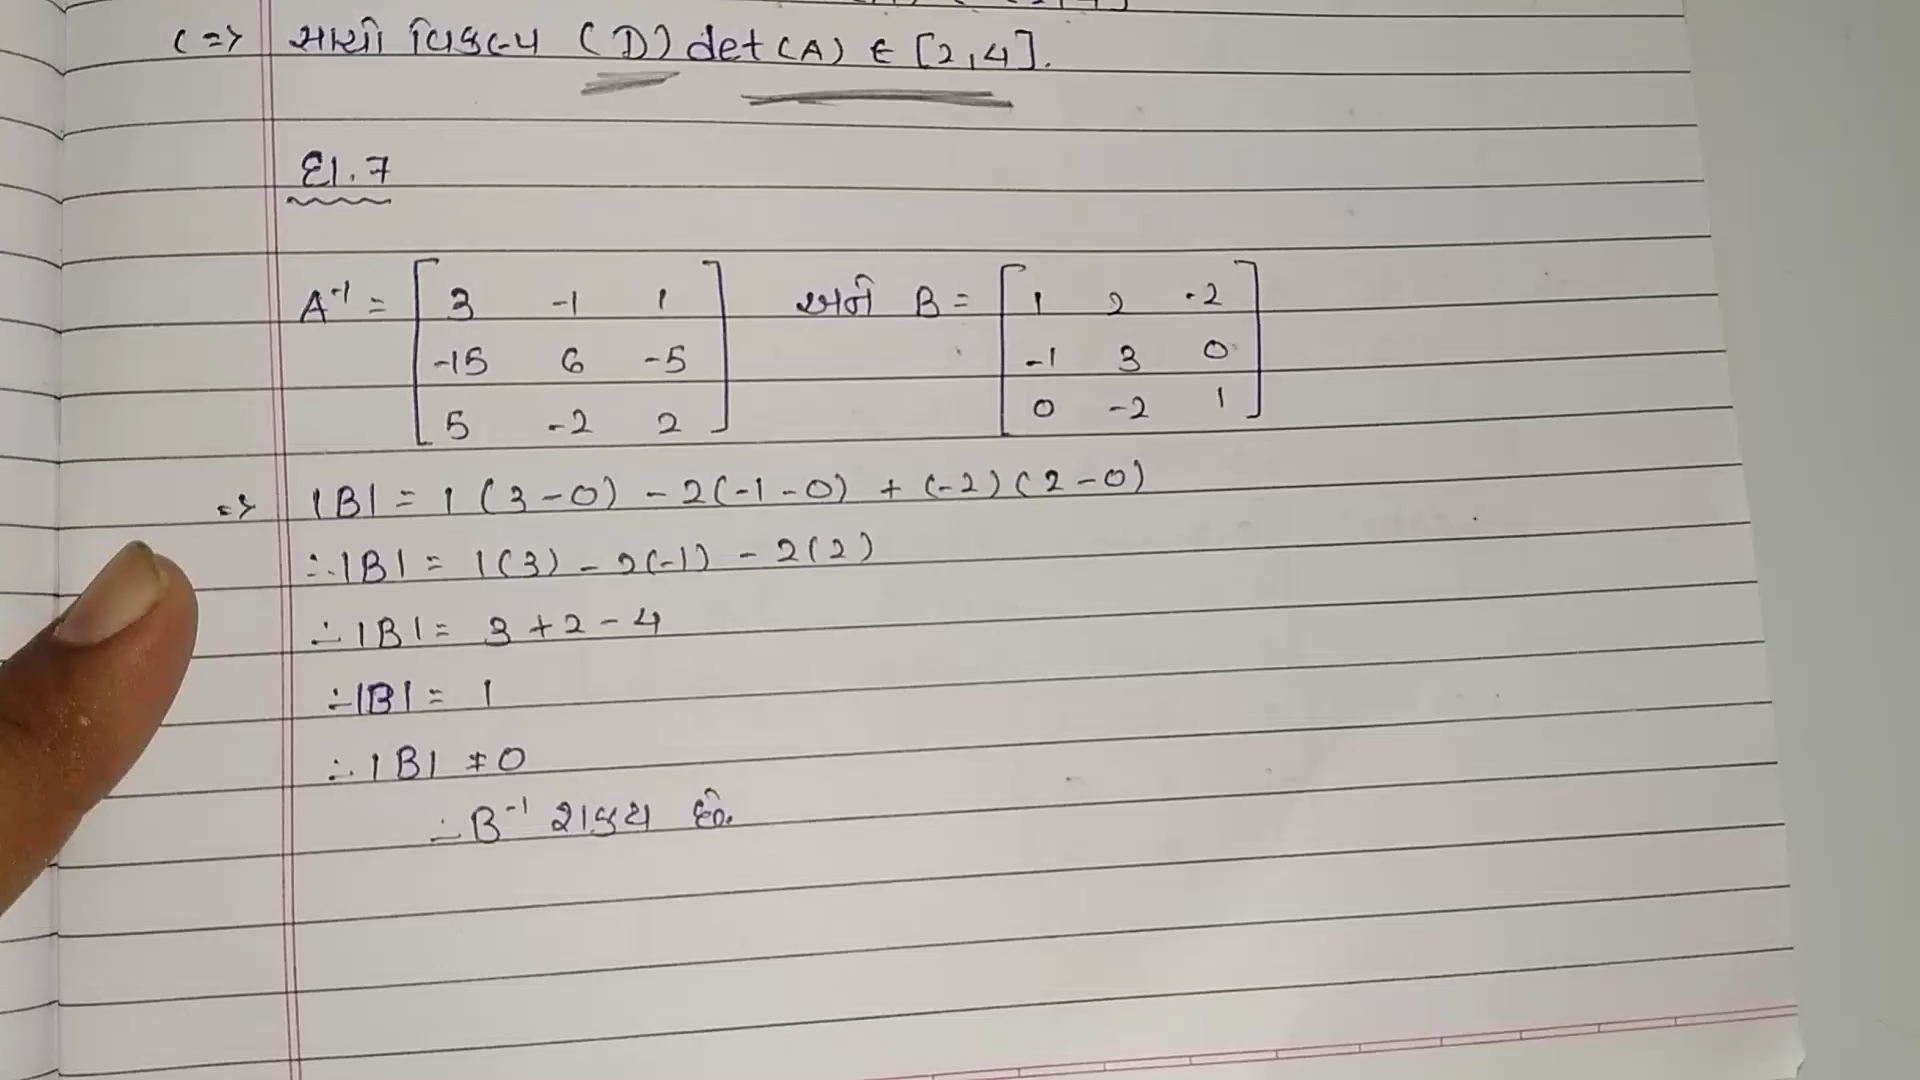 (=> સાચો વિકલ્પ (D) det(A) ∈ [2,4].
દા.7
A⁻¹ = [3 -1 1 અને B = [1 2 -2
-15 6 -5 -1 3 0
5 -2 2] 0 -2 1]
=> |B| = 1(3-0) - 2(-1-0) + (-2)(2-0)
∴ |B| = 1(3) - 2(-1) - 2(2)
∴ |B| = 3+2-4
∴ |B| = 1
∴ |B| ≠ 0
∴ B⁻¹ શક્ય છે.